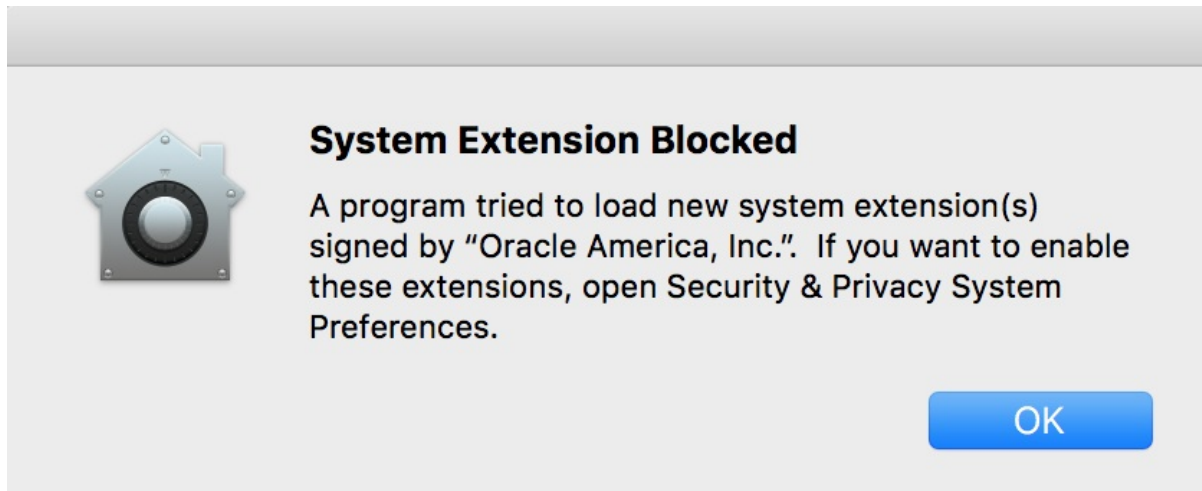 System Extension Blocked
A program tried to load new system extension(s)
signed by “Oracle America, Inc.”.  If you want to enable
these extensions, open Security & Privacy System
Preferences.
OK